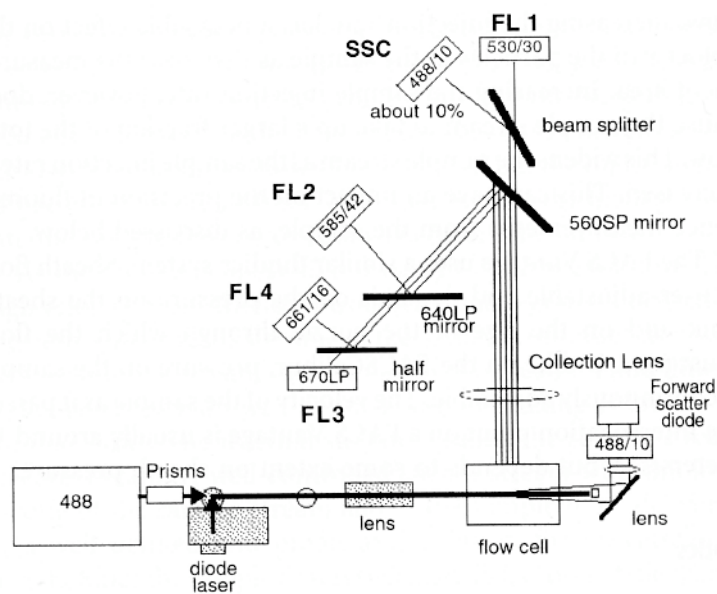 FL 1
SSC
530/30
488/10
about 10%
beam splitter
FL2
585/42
560SP mirror
FL4
661/16
640LP
mirror
half
mirror
670LP
FL3
Collection Lens
Forward
scatter
diode
488/10
Prisms
488
lens
lens
flow cell
diode
laser